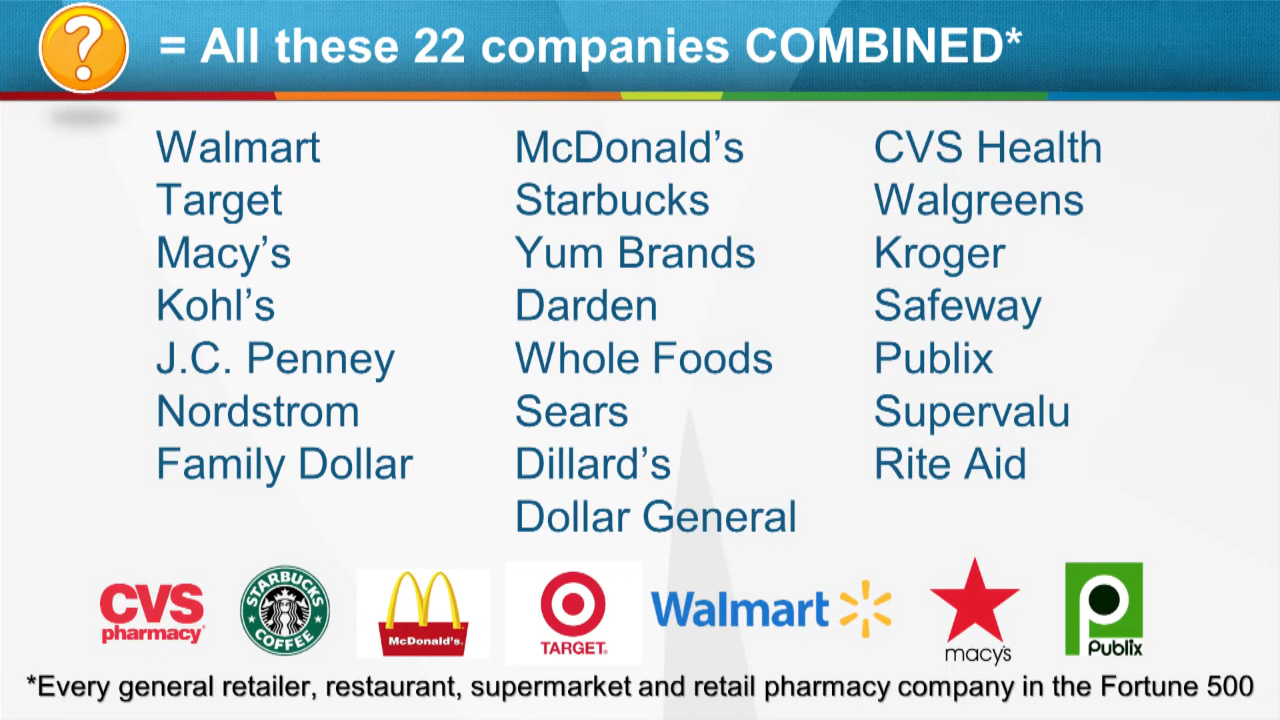 ?
= All these 22 companies COMBINED*
Walmart
Target
Macy’s
Kohl’s
J.C. Penney
Nordstrom
Family Dollar
McDonald’s
Starbucks
Yum Brands
Darden
Whole Foods
Sears
Dillard’s
Dollar General
CVS Health
Walgreens
Kroger
Safeway
Publix
Supervalu
Rite Aid
CVS
pharmacy
STARBUCKS
COFFEE
McDonald's.
TARGET.
Walmart
macy's
P
Publix
*Every general retailer, restaurant, supermarket and retail pharmacy company in the Fortune 500